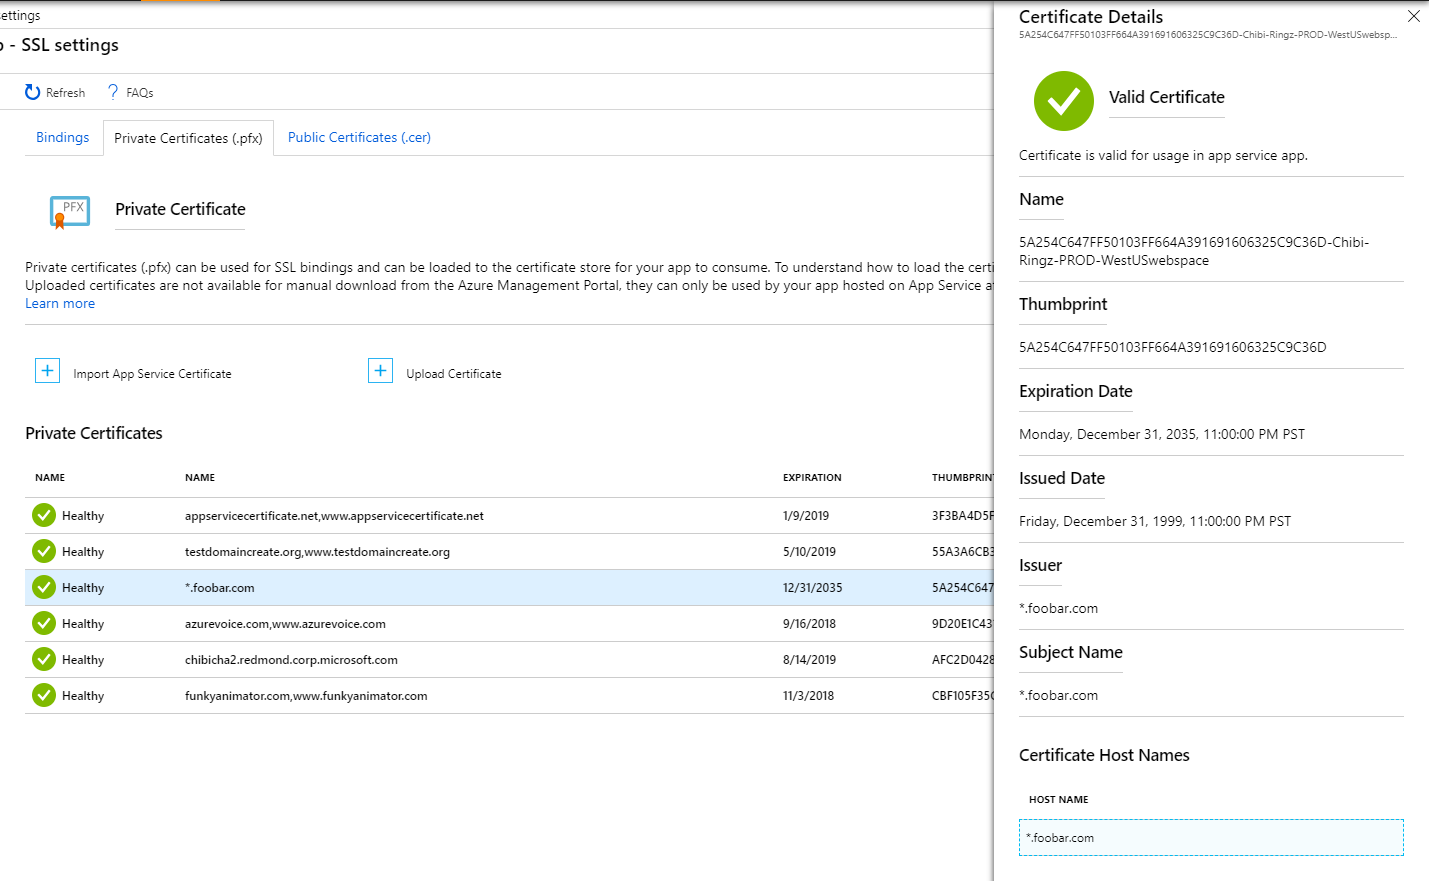 ettings
- SSL settings
Refresh
? FAQs
Bindings
Private Certificates (.pfx)
Public Certificates (.cer)
PFX
Private Certificate
Private certificates (.pfx) can be used for SSL bindings and can be loaded to the certificate store for your app to consume. To understand how to load the certi
Uploaded certificates are not available for manual download from the Azure Management Portal, they can only be used by your app hosted on App Service a
Learn more
Import App Service Certificate
Upload Certificate
Private Certificates
NAME NAME EXPIRATION THUMBPRIN
Healthy appservicecertificate.net,www.appservicecertificate.net 1/9/2019 3F3BA4D5F
Healthy testdomaincreate.org,www.testdomaincreate.org 5/10/2019 55A3A6CB3
Healthy *.foobar.com 12/31/2035 5A254C647
Healthy azurevoice.com,www.azurevoice.com 9/16/2018 9D20E1C43
Healthy chibicha2.redmond.corp.microsoft.com 8/14/2019 AFC2D0428
Healthy funkyanimator.com,www.funkyanimator.com 11/3/2018 CBF105F35
Certificate Details
5A254C647FF50103FF664A391691606325C9C36D-Chibi-Ringz-PROD-WestUSwebsp...
Valid Certificate
Certificate is valid for usage in app service app.
Name
5A254C647FF50103FF664A391691606325C9C36D-Chibi-
Ringz-PROD-WestUSwebspace
Thumbprint
5A254C647FF50103FF664A391691606325C9C36D
Expiration Date
Monday, December 31, 2035, 11:00:00 PM PST
Issued Date
Friday, December 31, 1999, 11:00:00 PM PST
Issuer
*.foobar.com
Subject Name
*.foobar.com
Certificate Host Names
HOST NAME
*.foobar.com